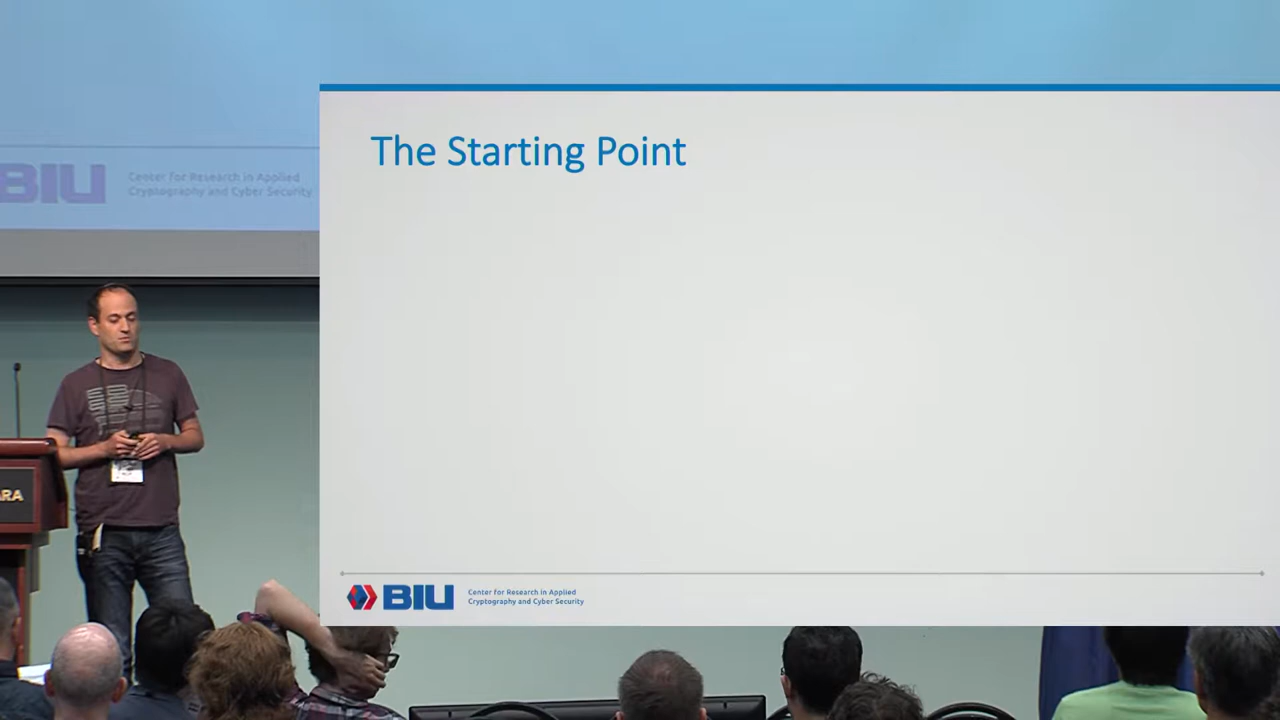 BIU
Center for Research in Applied
Cryptography and Cyber Security
The Starting Point
RA
BIU
Center for Research in Applied
Cryptography and Cyber Security